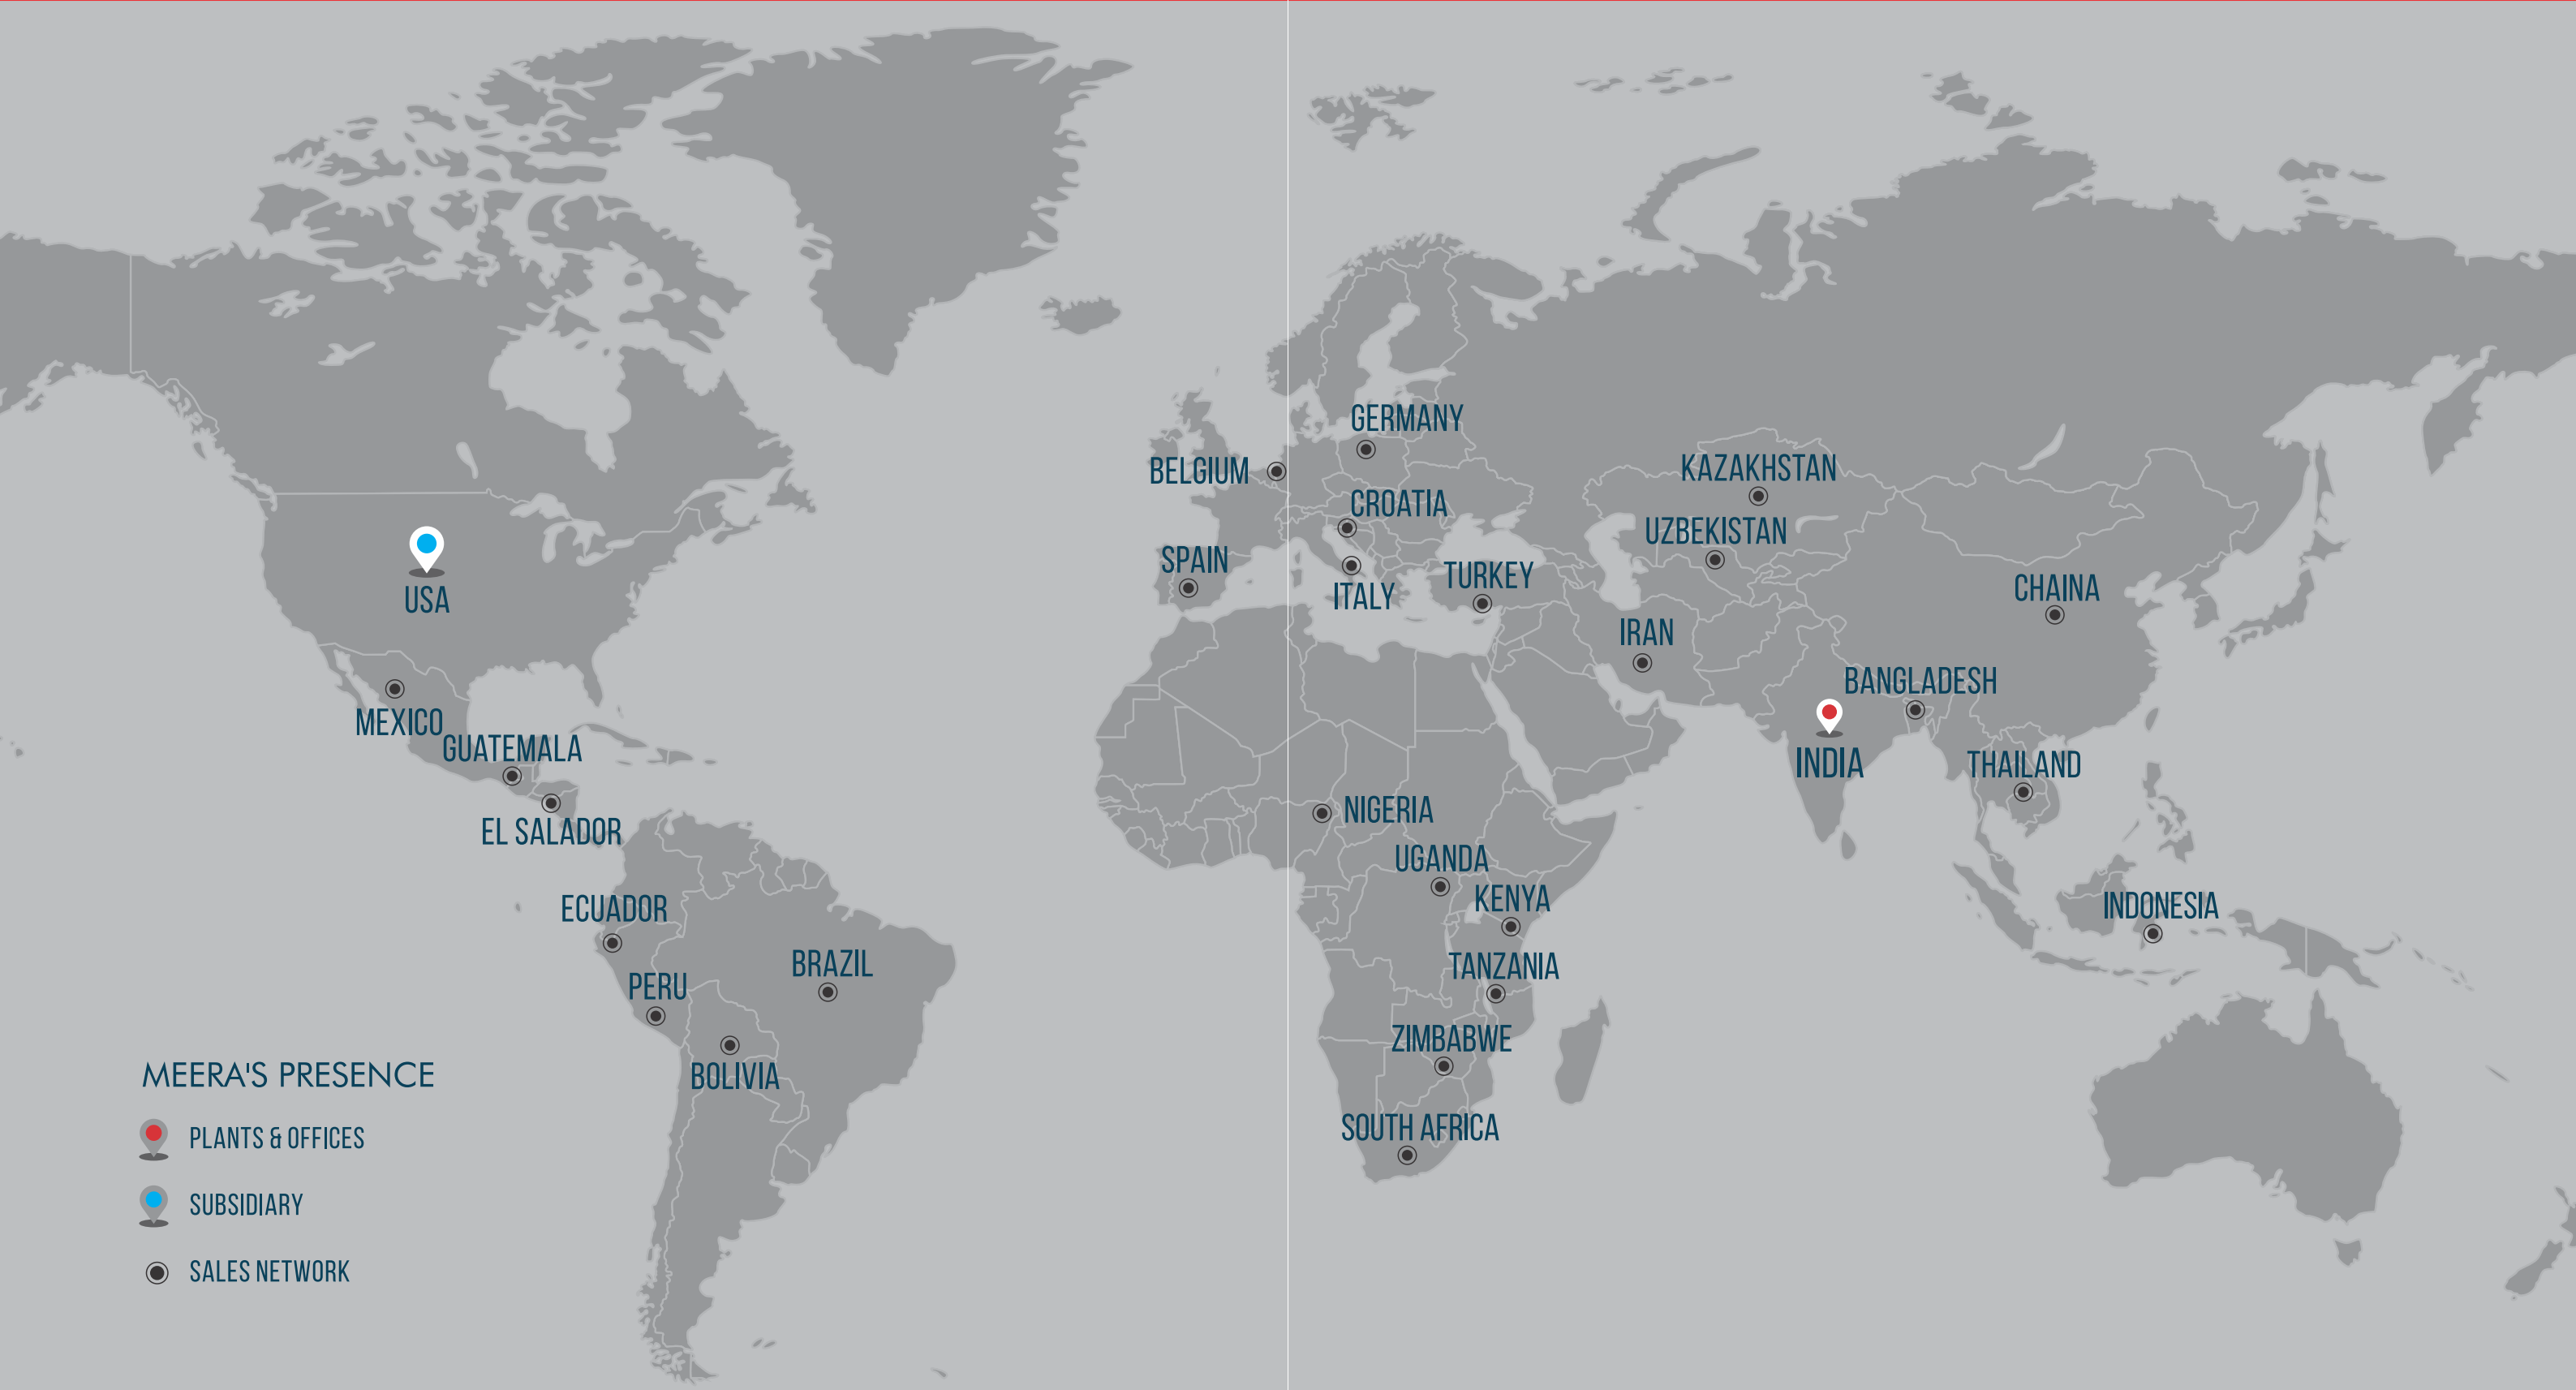 GERMANY
BELGIUM
KAZAKHSTAN
CROATIA
UZBEKISTAN
SPAIN
TURKEY
CHAINA
USA
ITALY
IRAN
BANGLADESH
MEXICO
GUATEMALA
INDIA
THAILAND
NIGERIA
EL SALADOR
UGANDA
KENYA
ECUADOR
INDONESIA
BRAZIL
TANZANIA
PERU
ZIMBABWE
BOLIVIA
SOUTH AFRICA
MEERA'S PRESENCE
PLANTS & OFFICES
SUBSIDIARY
SALES NETWORK